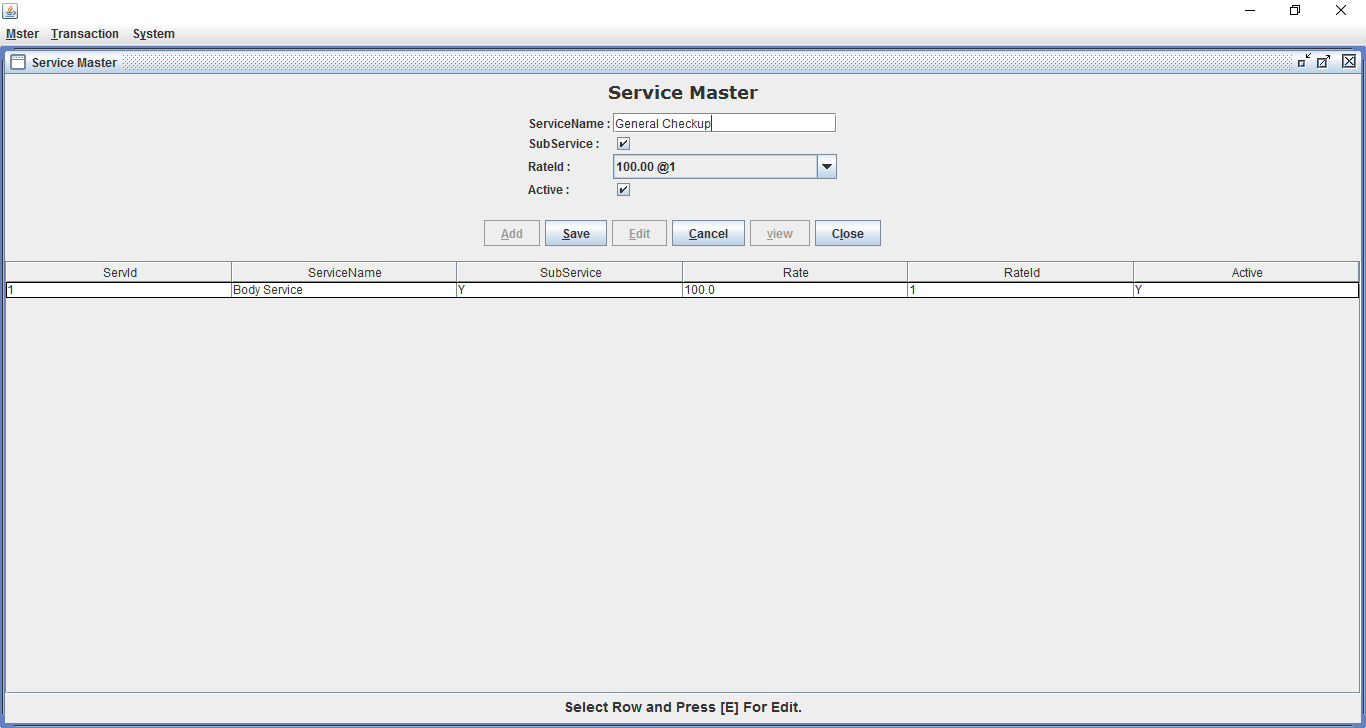 Mster Transaction System
Service Master
Service Master
ServiceName : General Checkup
SubService :
RateId : 100.00 @1
Active :
Add Save Edit Cancel view Close
ServId ServiceName SubService Rate RateId Active
1 Body Service Y 100.0 1 Y
Select Row and Press [E] For Edit.